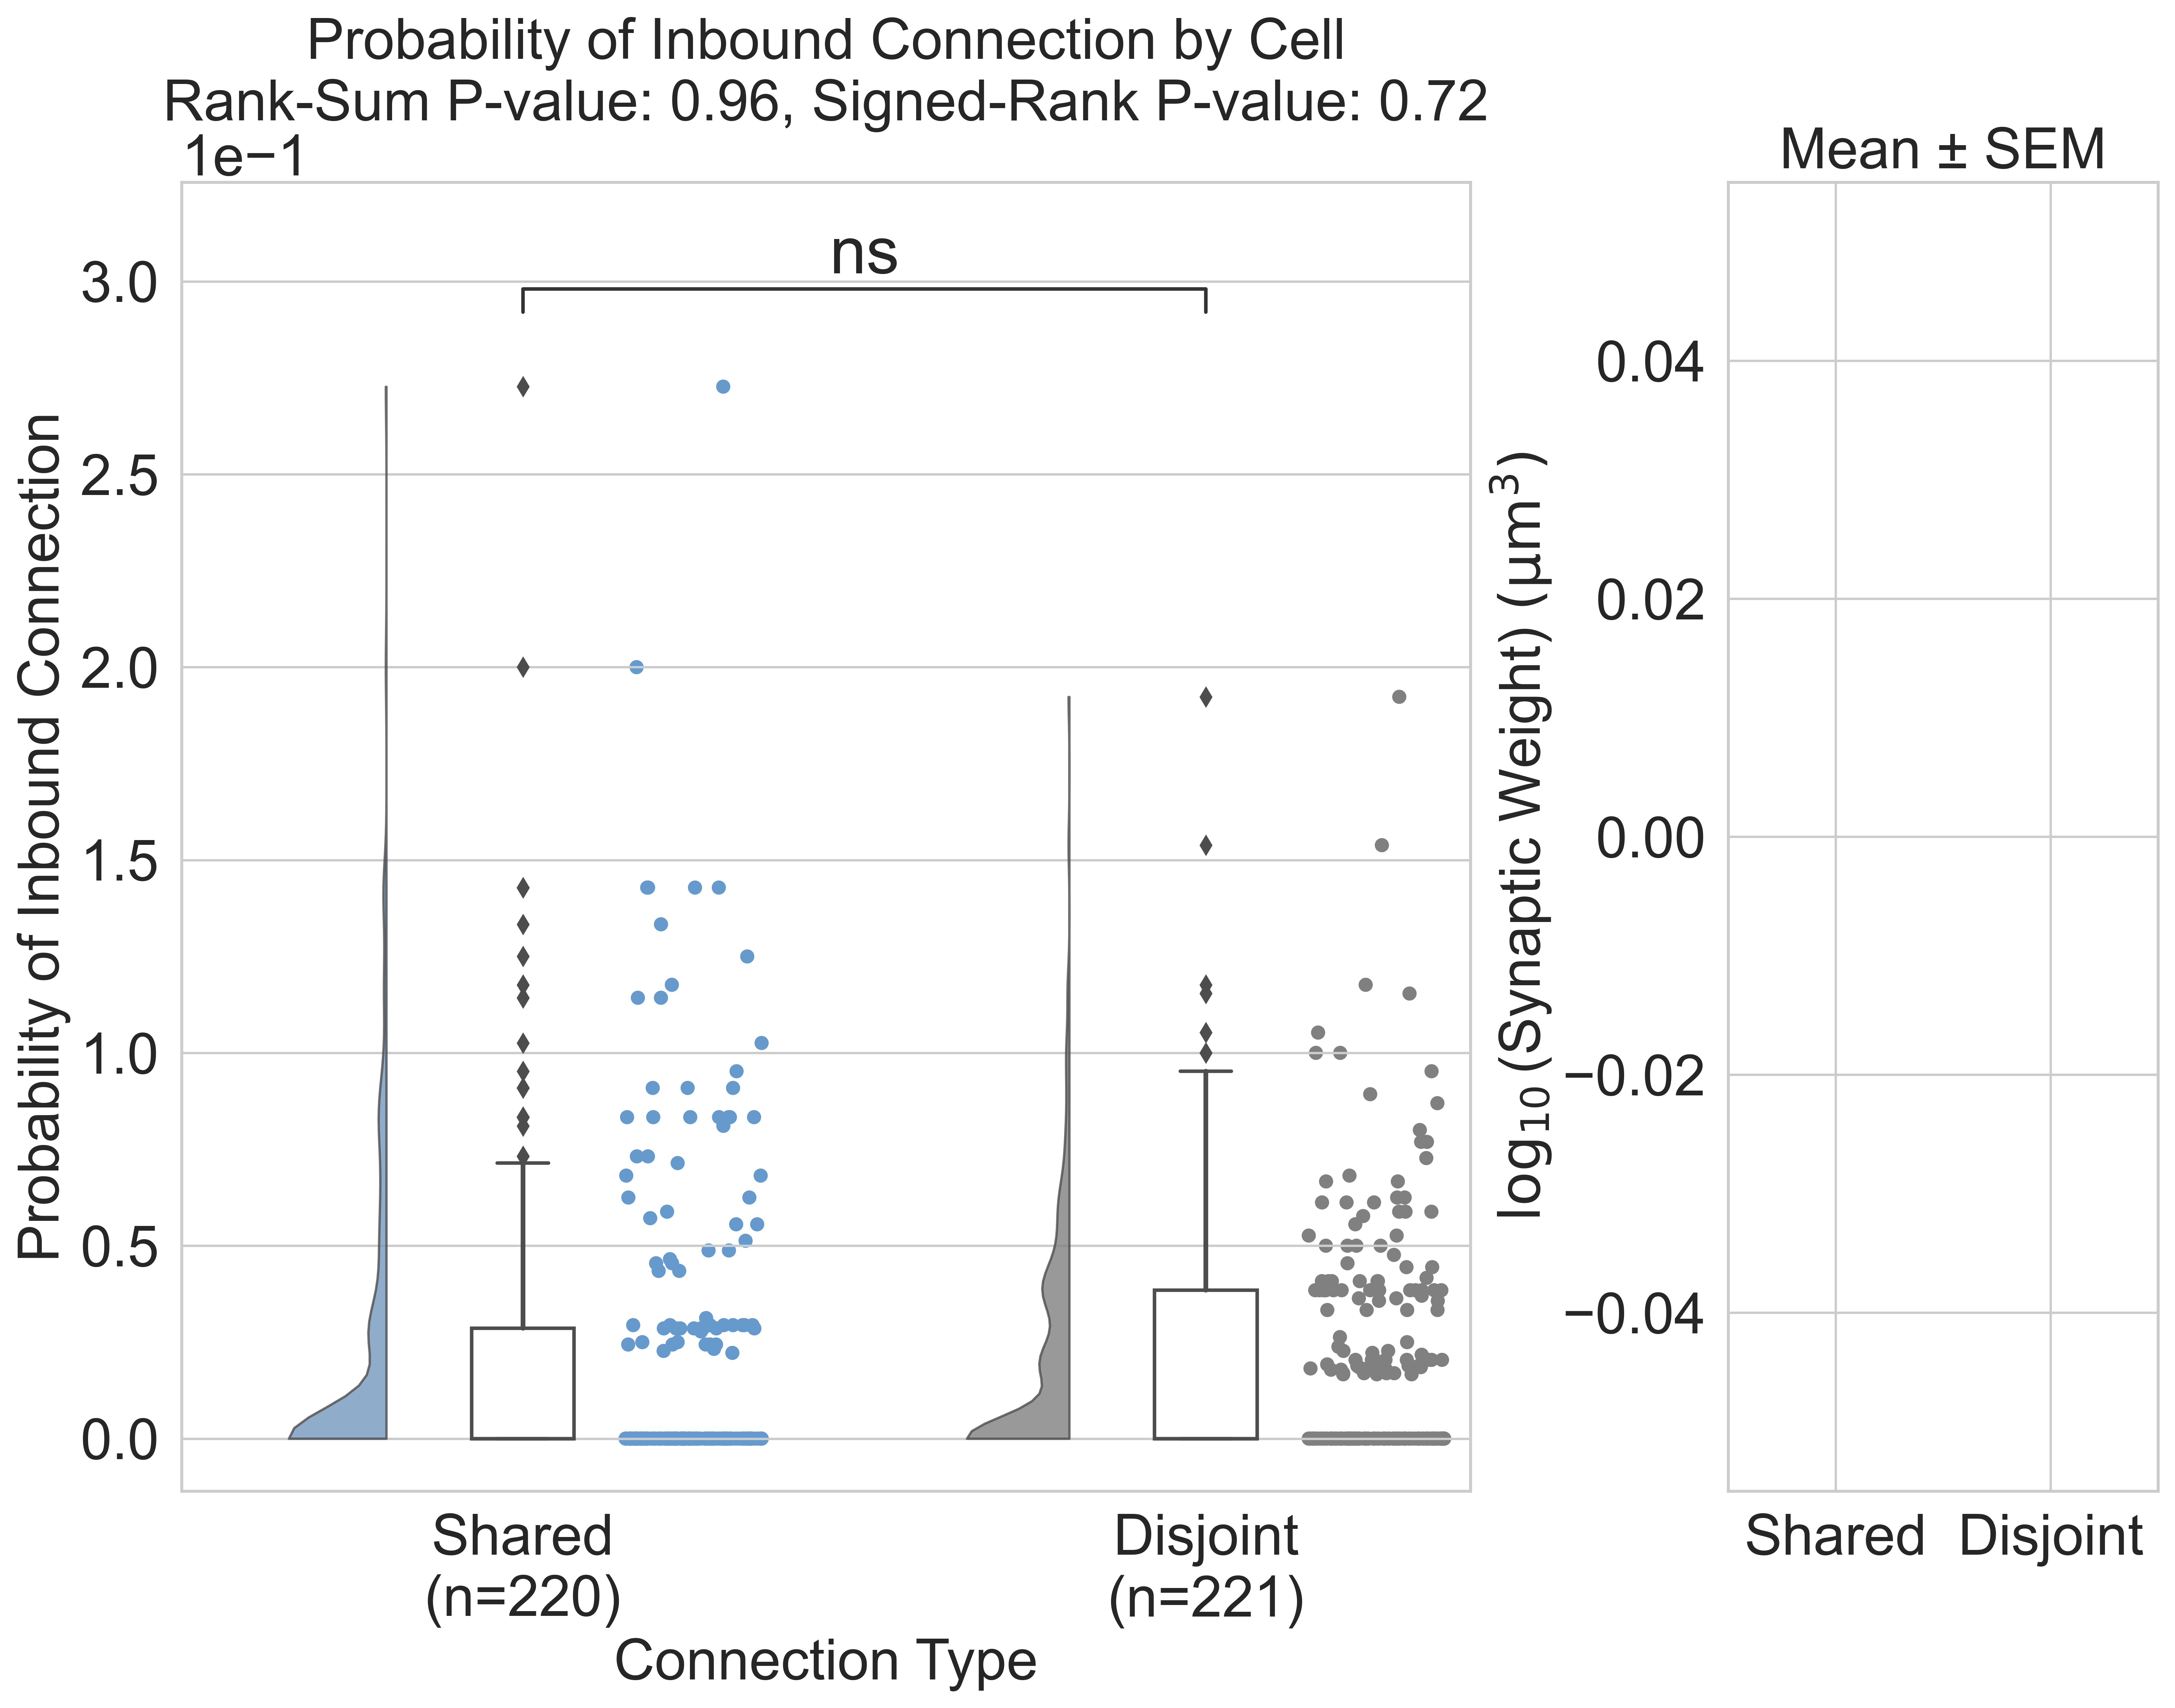 Probability of Inbound Connection by Cell
Rank-Sum P-value: 0.96, Signed-Rank P-value: 0.72
1e−1
Mean ± SEM
ns
3.0
2.5
2.0
1.5
1.0
0.5
0.0
Probability of Inbound Connection
Shared
(n=220)
Disjoint
(n=221)
Connection Type
log₁₀(Synaptic Weight) (μm³)
0.04
0.02
0.00
−0.02
−0.04
Shared Disjoint